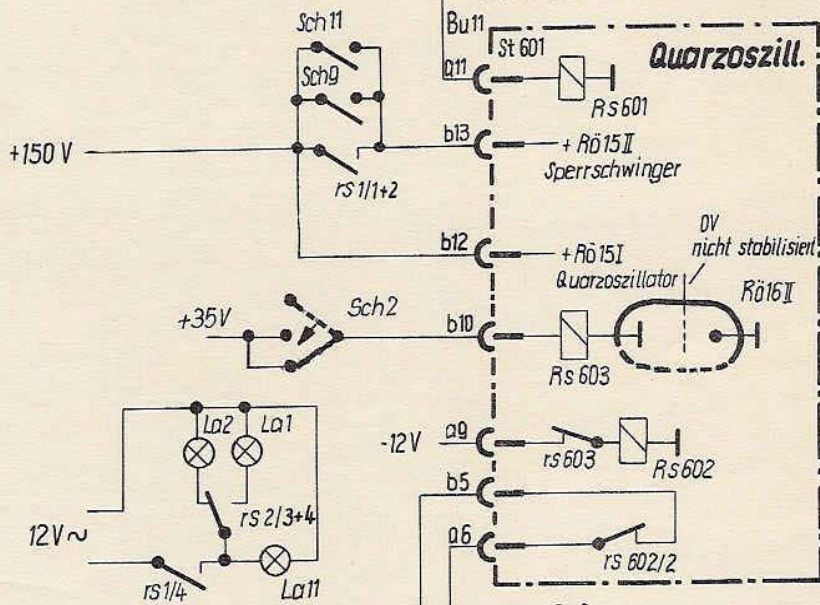 Sch11
Bu11
St 601
Quarzoszill.
a11
Sch9
Rs601
+150 V
b13
+ Rö15II
Sperrschwinger
rs 1/1+2
0V
nicht stabilisiert
b12
+ Rö15I
Quarzoszillator
Rö16II
Sch2
+35V
b10
Rs 603
La2
La1
-12V
a9
rs603
Rs602
b5
rs 2/3+4
12V~
a6
rs 602/2
rs1/4
La11